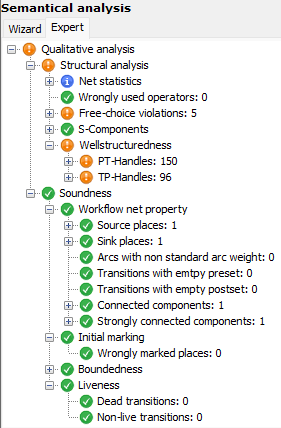 Semantical analysis
Wizard Expert
Qualitative analysis
Structural analysis
Net statistics
Wrongly used operators: 0
Free-choice violations: 5
S-Components
Wellstructuredness
PT-Handles: 150
TP-Handles: 96
Soundness
Workflow net property
Source places: 1
Sink places: 1
Arcs with non standard arc weight: 0
Transitions with emtpy preset: 0
Transitions with empty postset: 0
Connected components: 1
Strongly connected components: 1
Initial marking
Wrongly marked places: 0
Boundedness
Liveness
Dead transitions: 0
Non-live transitions: 0